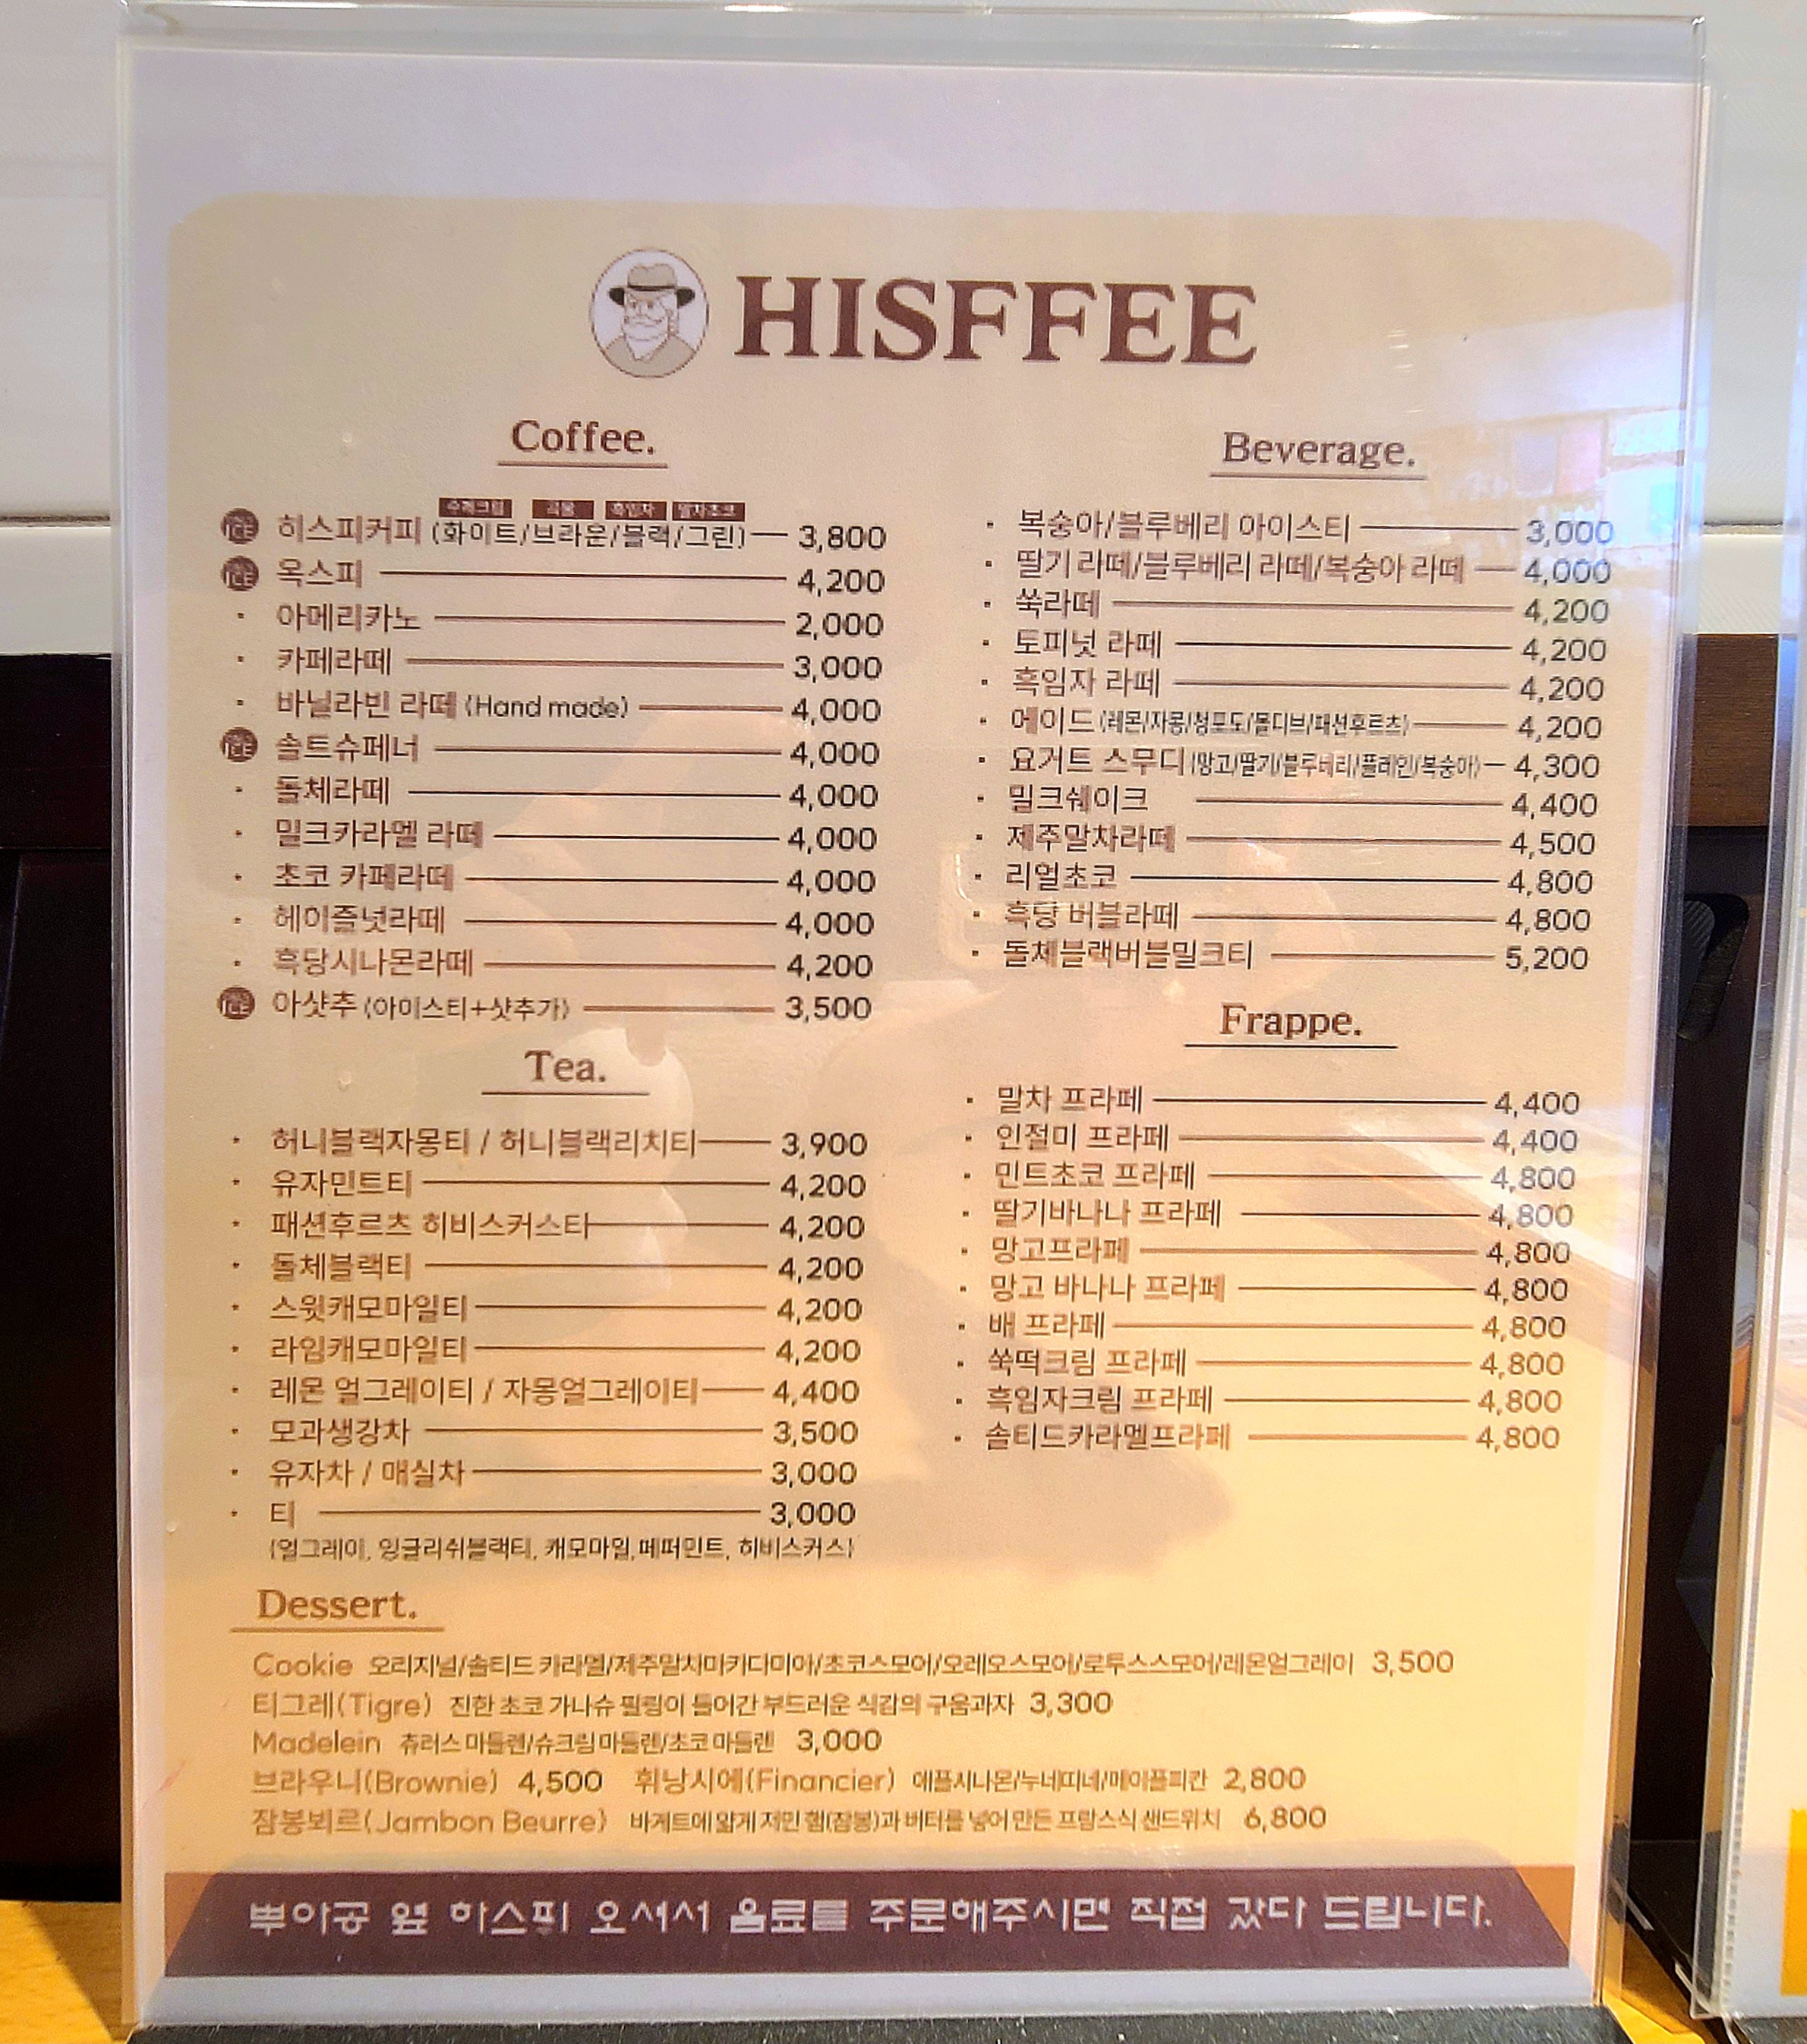 HISFFEE
Coffee.
수제크림 곡물 흑임자 말차초코
ICE 히스피커피 (화이트/브라운/블랙/그린) 3,800
ICE 옥스피 4,200
· 아메리카노 2,000
· 카페라떼 3,000
· 바닐라빈 라떼 (Hand made) 4,000
ICE 솔트슈페너 4,000
· 돌체라떼 4,000
· 밀크카라멜 라떼 4,000
· 초코 카페라떼 4,000
· 헤이즐넛라떼 4,000
· 흑당시나몬라떼 4,200
ICE 아샷추 (아이스티+샷추가) 3,500
Tea.
· 허니블랙자몽티 / 허니블랙리치티 3,900
· 유자민트티 4,200
· 패션후르츠 히비스커스티 4,200
· 돌체블랙티 4,200
· 스윗캐모마일티 4,200
· 라임캐모마일티 4,200
· 레몬 얼그레이티 / 자몽얼그레이티 4,400
· 모과생강차 3,500
· 유자차 / 매실차 3,000
· 티 3,000
(얼그레이, 잉글리쉬블랙티, 캐모마일, 페퍼민트, 히비스커스)
Beverage.
· 복숭아/블루베리 아이스티 3,000
· 딸기 라떼/블루베리 라떼/복숭아 라떼 4,000
· 쑥라떼 4,200
· 토피넛 라떼 4,200
· 흑임자 라떼 4,200
· 에이드 (레몬/자몽/청포도/몰디브/패션후르츠) 4,200
· 요거트 스무디 (망고/딸기/블루베리/플레인/복숭아) 4,300
· 밀크쉐이크 4,400
· 제주말차라떼 4,500
· 리얼초코 4,800
· 흑당 버블라떼 4,800
· 돌체블랙버블밀크티 5,200
Frappe.
· 말차 프라페 4,400
· 인절미 프라페 4,400
· 민트초코 프라페 4,800
· 딸기바나나 프라페 4,800
· 망고프라페 4,800
· 망고 바나나 프라페 4,800
· 배 프라페 4,800
· 쑥떡크림 프라페 4,800
· 흑임자크림 프라페 4,800
· 솔티드카라멜프라페 4,800
Dessert.
Cookie 오리지널/솔티드 카라멜/제주말차마카다미아/초코스모어/오레오스모어/로투스스모어/레몬얼그레이 3,500
티그레(Tigre) 진한 초코 가나슈 필링이 들어간 부드러운 식감의 구움과자 3,300
Madelein 츄러스 마들렌/슈크림 마들렌/초코 마들렌 3,000
브라우니(Brownie) 4,500 휘낭시에(Financier) 애플시나몬/누네띠네/메이플피칸 2,800
잠봉뵈르(Jambon Beurre) 바게트에 얇게 저민 햄(잠봉)과 버터를 넣어 만든 프랑스식 샌드위치 6,800
뿌아공 옆 하스피 오셔서 음료를 주문해주시면 직접 갖다 드립니다.